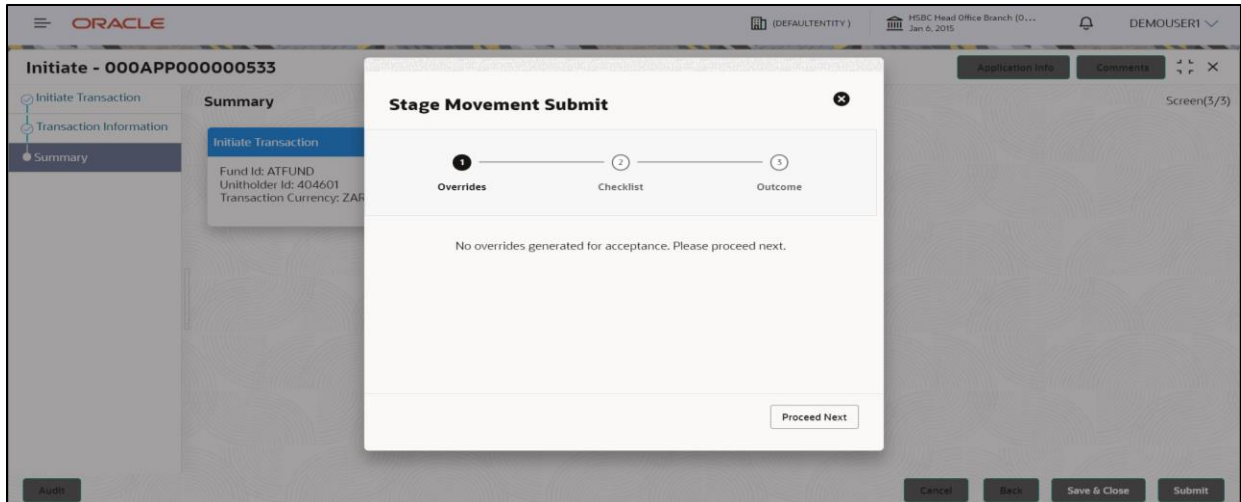 ORACLE
(DEFAULTENTITY )
HSBC Head Office Branch (0...
Jan 6, 2015
DEMOUSER1
Initiate - 000APP000000533
Application Info
Comments
Initiate Transaction
Transaction Information
Summary
Summary
Screen(3/3)
Initiate Transaction
Fund Id: ATFUND
Unitholder Id: 404601
Transaction Currency: ZAR
Stage Movement Submit
1
2
3
Overrides
Checklist
Outcome
No overrides generated for acceptance. Please proceed next.
Proceed Next
Audit
Cancel
Back
Save & Close
Submit